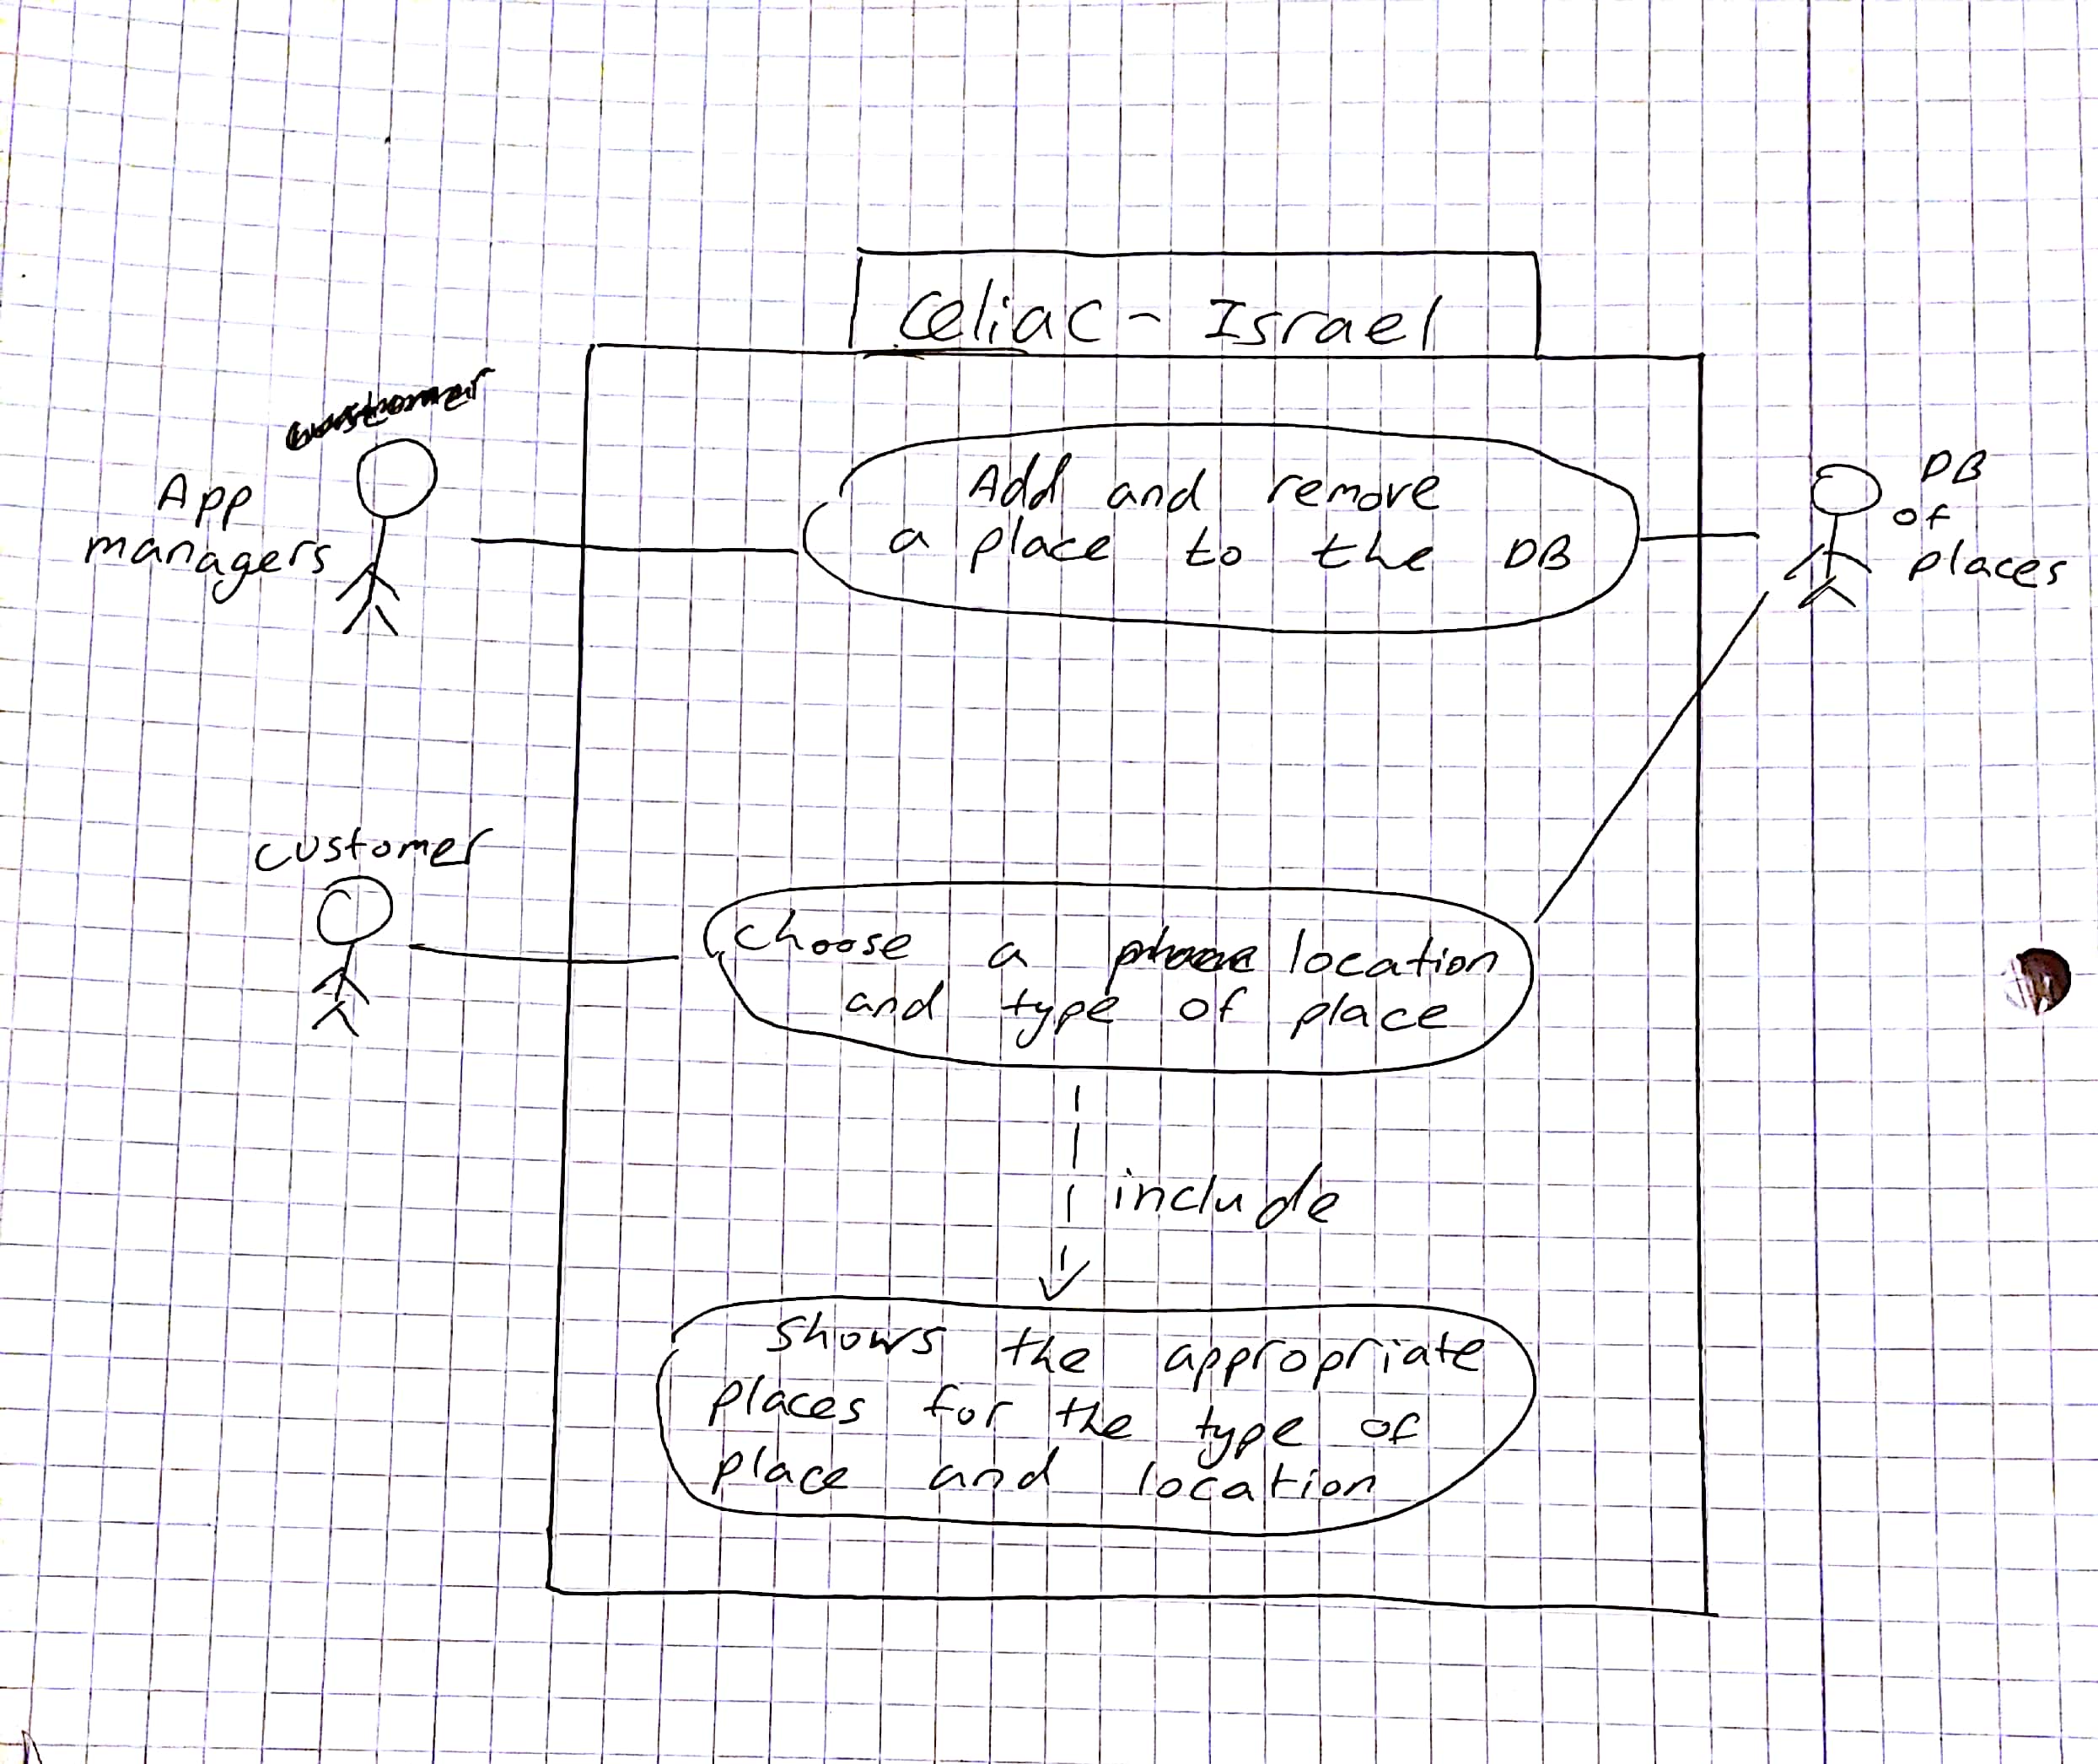 Celiac - Israel
customer
App
managers
Add and remove
a place to the DB
DB
of
places
customer
choose a location
and type of place
include
shows the appropriate
places for the type of
place and location